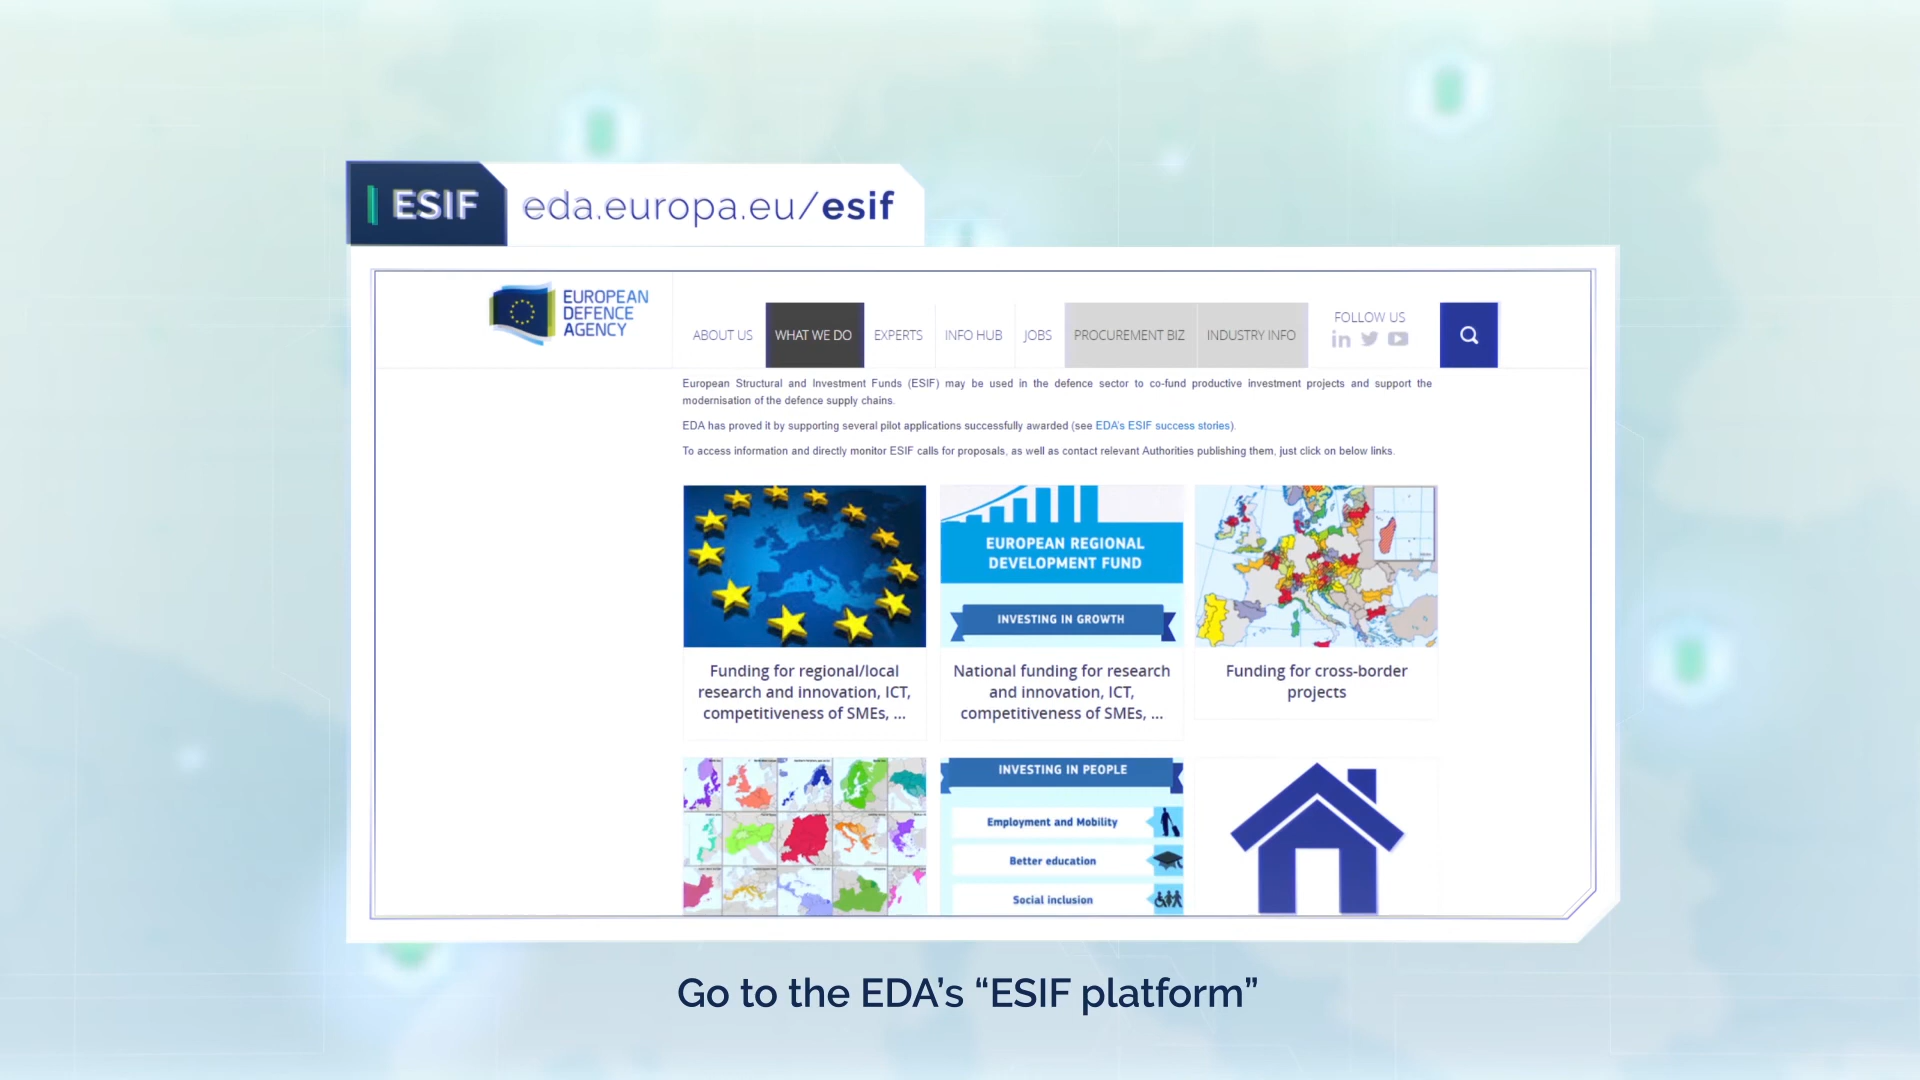 ESIF
eda.europa.eu/esif
EUROPEAN
DEFENCE
AGENCY
ABOUT US
WHAT WE DO
EXPERTS
INFO HUB
JOBS
PROCUREMENT BIZ
INDUSTRY INFO
FOLLOW US
European Structural and Investment Funds (ESIF) may be used in the defence sector to co-fund productive investment projects and support the
modernisation of the defence supply chains.
EDA has proved it by supporting several pilot applications successfully awarded (see EDA's ESIF success stories).
To access information and directly monitor ESIF calls for proposals, as well as contact relevant Authorities publishing them, just click on below links.
EUROPEAN REGIONAL
DEVELOPMENT FUND
INVESTING IN GROWTH
Funding for regional/local
research and innovation, ICT,
competitiveness of SMEs, ...
National funding for research
and innovation, ICT,
competitiveness of SMEs, ...
Funding for cross-border
projects
INVESTING IN PEOPLE
Employment and Mobility
Better education
Social inclusion
Go to the EDA's “ESIF platform”